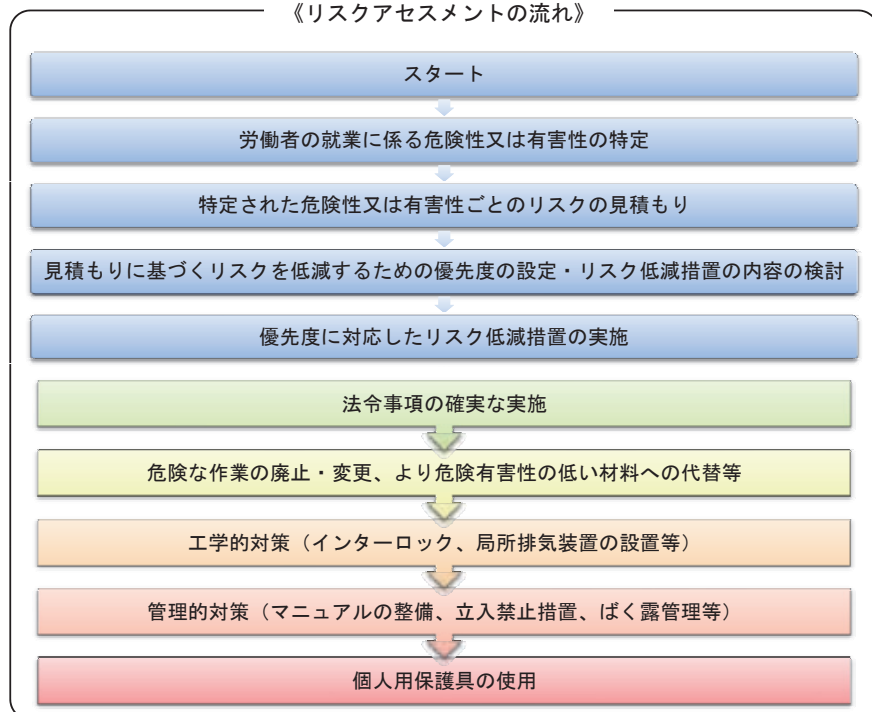 《リスクアセスメントの流れ》
スタート
労働者の就業に係る危険性又は有害性の特定
特定された危険性又は有害性ごとのリスクの見積もり
見積もりに基づくリスクを低減するための優先度の設定・リスク低減措置の内容の検討
優先度に対応したリスク低減措置の実施
法令事項の確実な実施
危険な作業の廃止・変更、より危険有害性の低い材料への代替等
工学的対策（インターロック、局所排気装置の設置等）
管理的対策（マニュアルの整備、立入禁止措置、ばく露管理等）
個人用保護具の使用